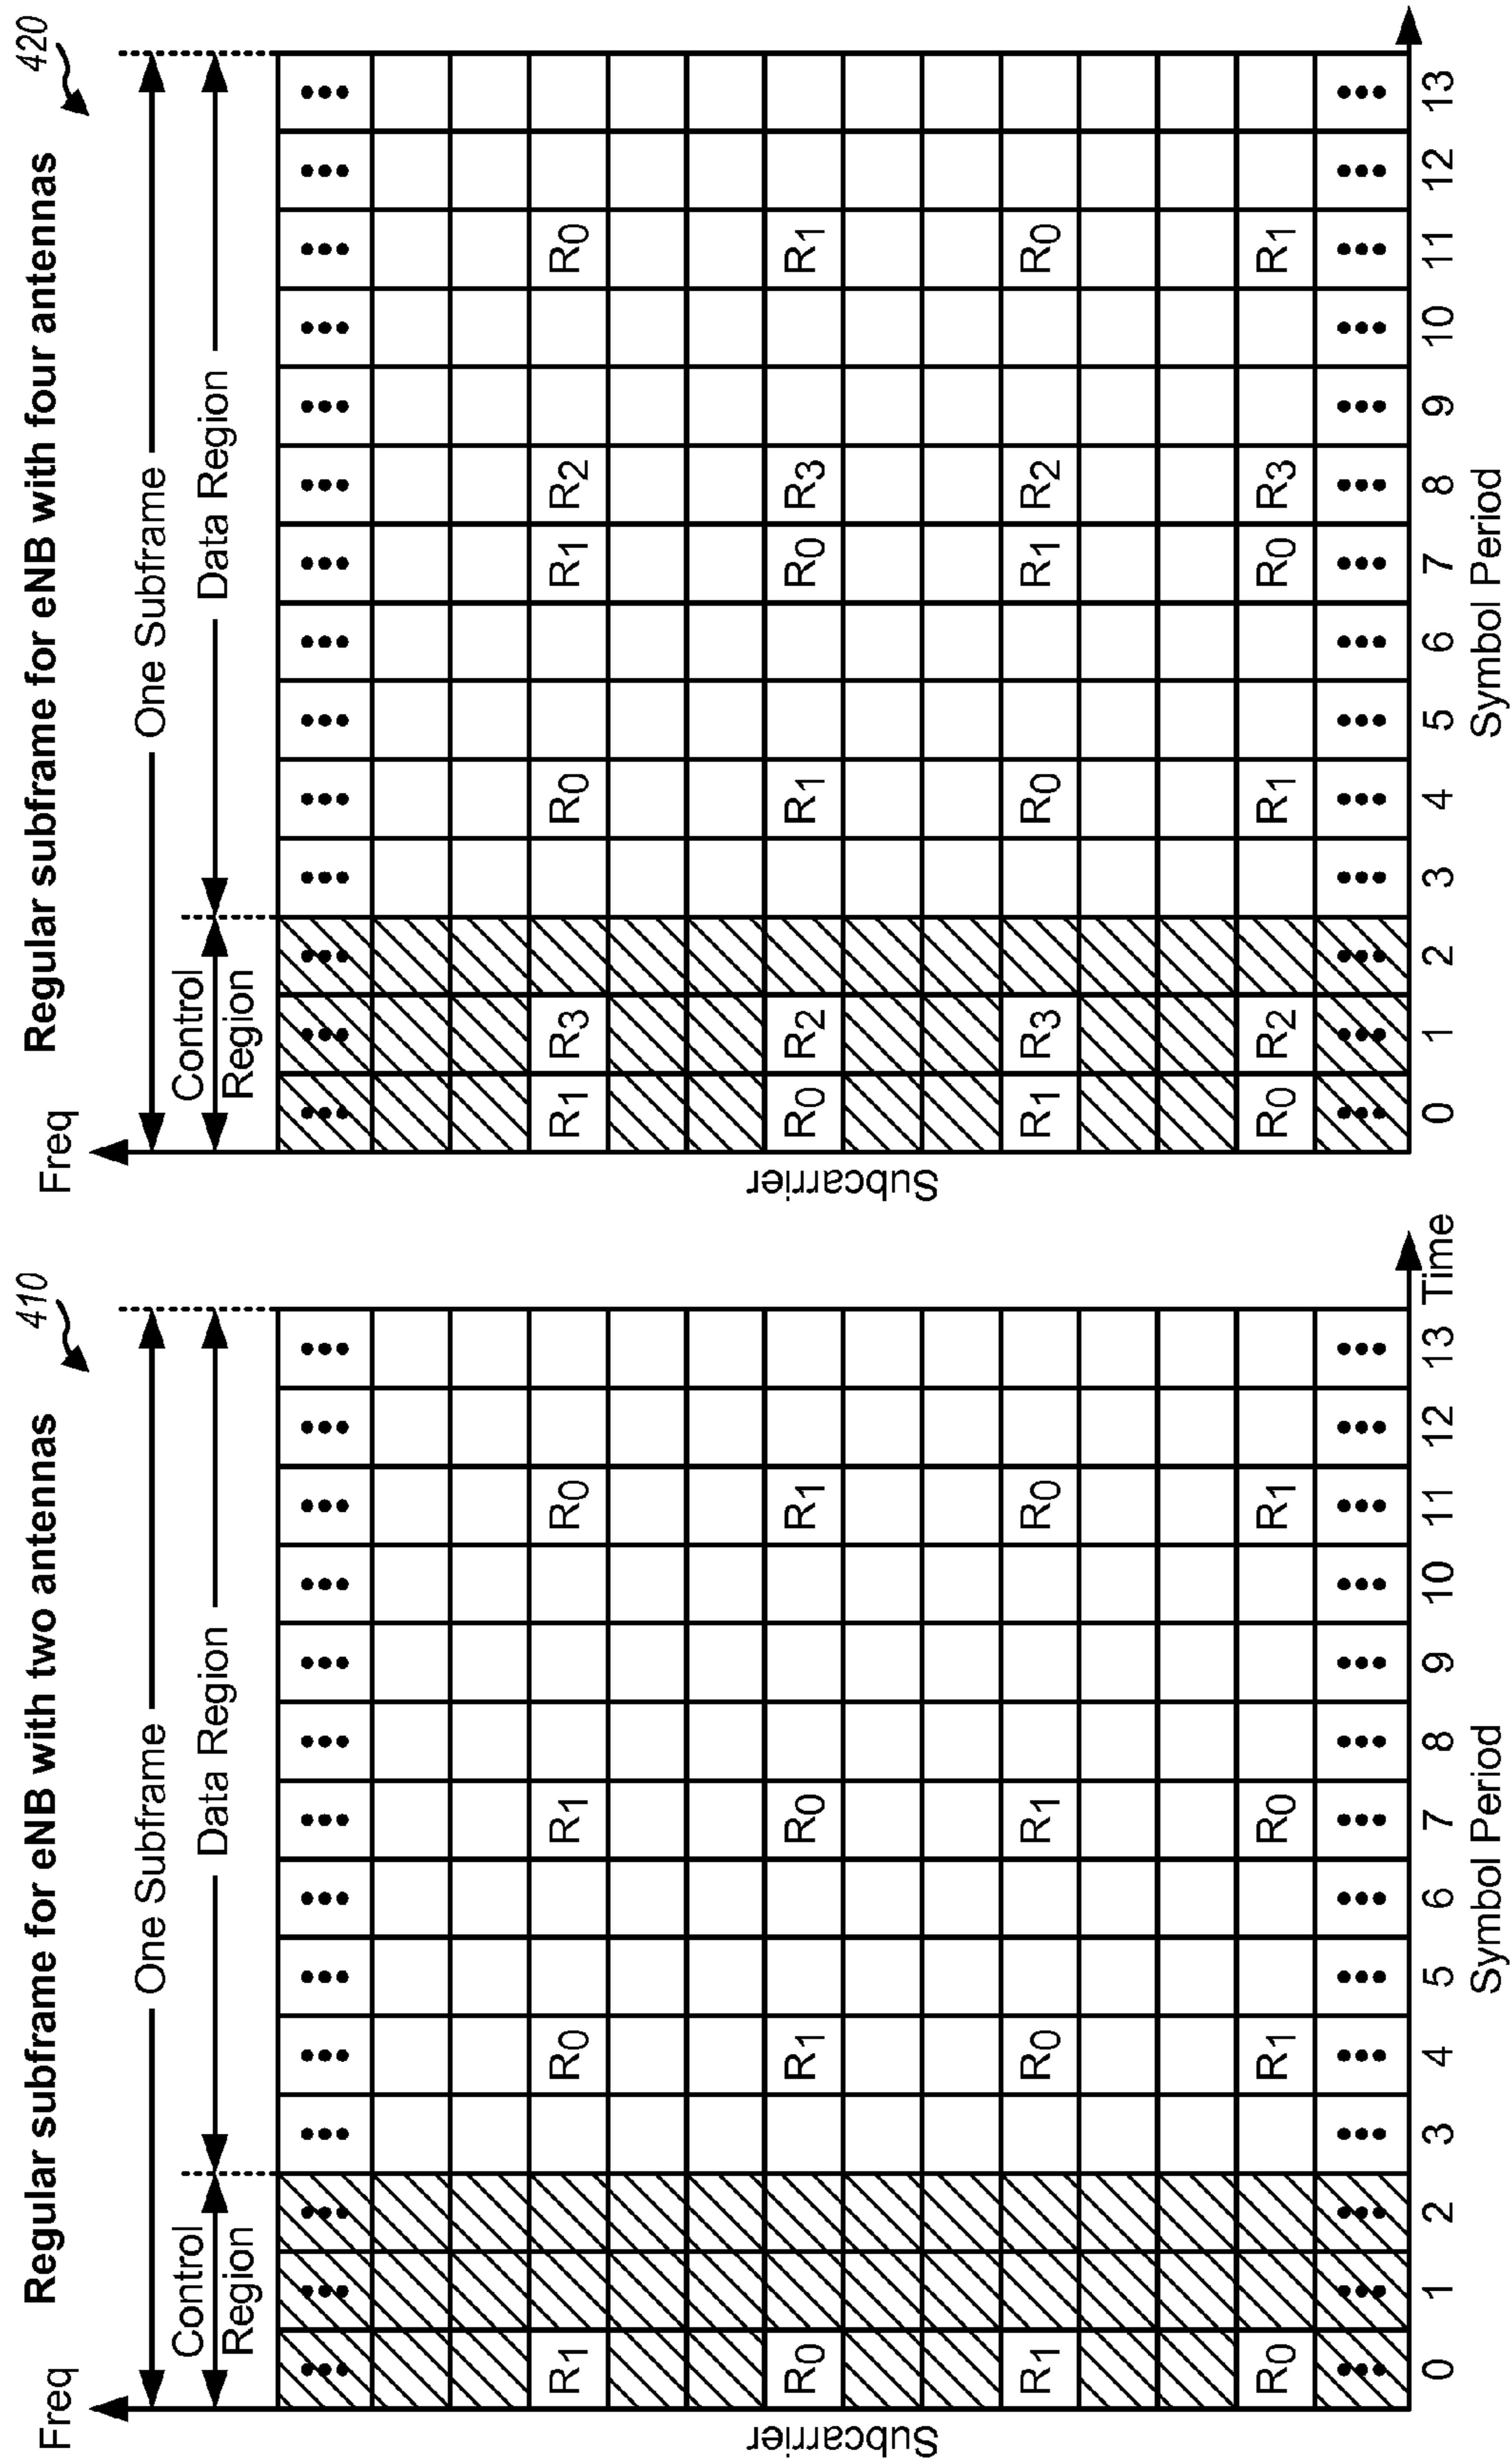 Regular subframe for eNB with two antennas
410
Freq
One Subframe
Control
Region
Data Region
Subcarrier
••• ••• ••• ••• ••• ••• ••• ••• ••• ••• ••• ••• ••• •••
R1 R0 R1 R0
R0 R1 R0 R1
R1 R0 R1 R0
R0 R1 R0 R1
••• ••• ••• ••• ••• ••• ••• ••• ••• ••• ••• ••• ••• •••
0 1 2 3 4 5 6 7 8 9 10 11 12 13 Time
Symbol Period
Regular subframe for eNB with four antennas
420
Freq
One Subframe
Control
Region
Data Region
Subcarrier
••• ••• ••• ••• ••• ••• ••• ••• ••• ••• ••• ••• ••• •••
R1 R3 R0 R1 R2 R0
R0 R2 R1 R0 R3 R1
R1 R3 R0 R1 R2 R0
R0 R2 R1 R0 R3 R1
••• ••• ••• ••• ••• ••• ••• ••• ••• ••• ••• ••• ••• •••
0 1 2 3 4 5 6 7 8 9 10 11 12 13
Symbol Period